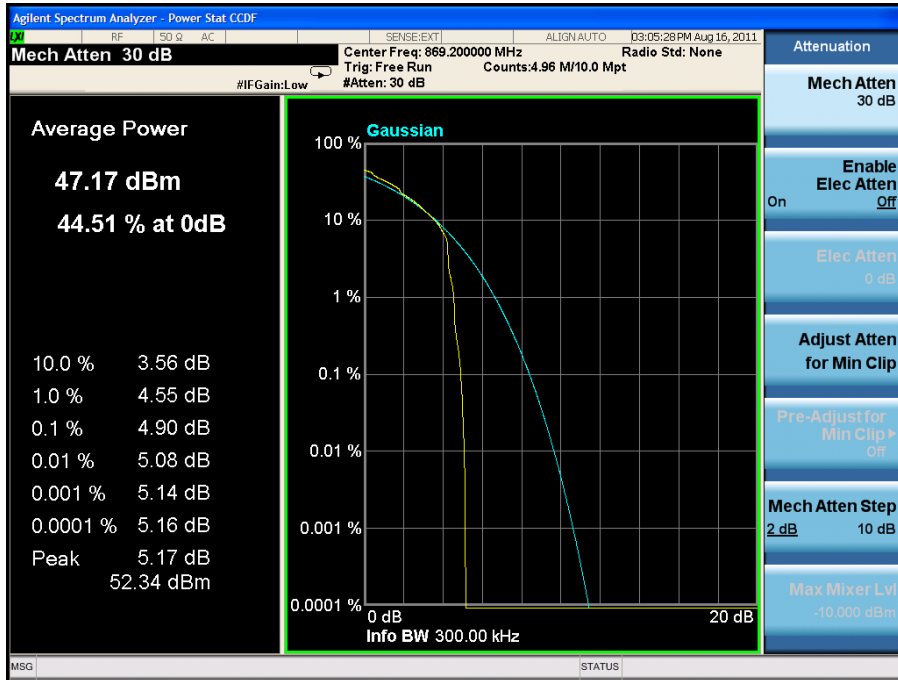 Agilent Spectrum Analyzer - Power Stat CCDF
LXI RF 50 Ω AC SENSE:EXT ALIGN AUTO 03:05:28 PM Aug 16, 2011
Mech Atten 30 dB
Center Freq: 869.200000 MHz Radio Std: None
Trig: Free Run Counts:4.96 M/10.0 Mpt
#IFGain:Low #Atten: 30 dB
Average Power
47.17 dBm
44.51 % at 0dB
10.0 % 3.56 dB
1.0 % 4.55 dB
0.1 % 4.90 dB
0.01 % 5.08 dB
0.001 % 5.14 dB
0.0001 % 5.16 dB
Peak 5.17 dB
52.34 dBm
Gaussian
100 %
10 %
1 %
0.1 %
0.01 %
0.001 %
0.0001 %
0 dB 20 dB
Info BW 300.00 kHz
Attenuation
Mech Atten
30 dB
Enable
Elec Atten
On Off
Elec Atten
0 dB
Adjust Atten
for Min Clip
Pre-Adjust for
Min Clip
Off
Mech Atten Step
2 dB 10 dB
Max Mixer Lvl
-10.000 dBm
MSG STATUS